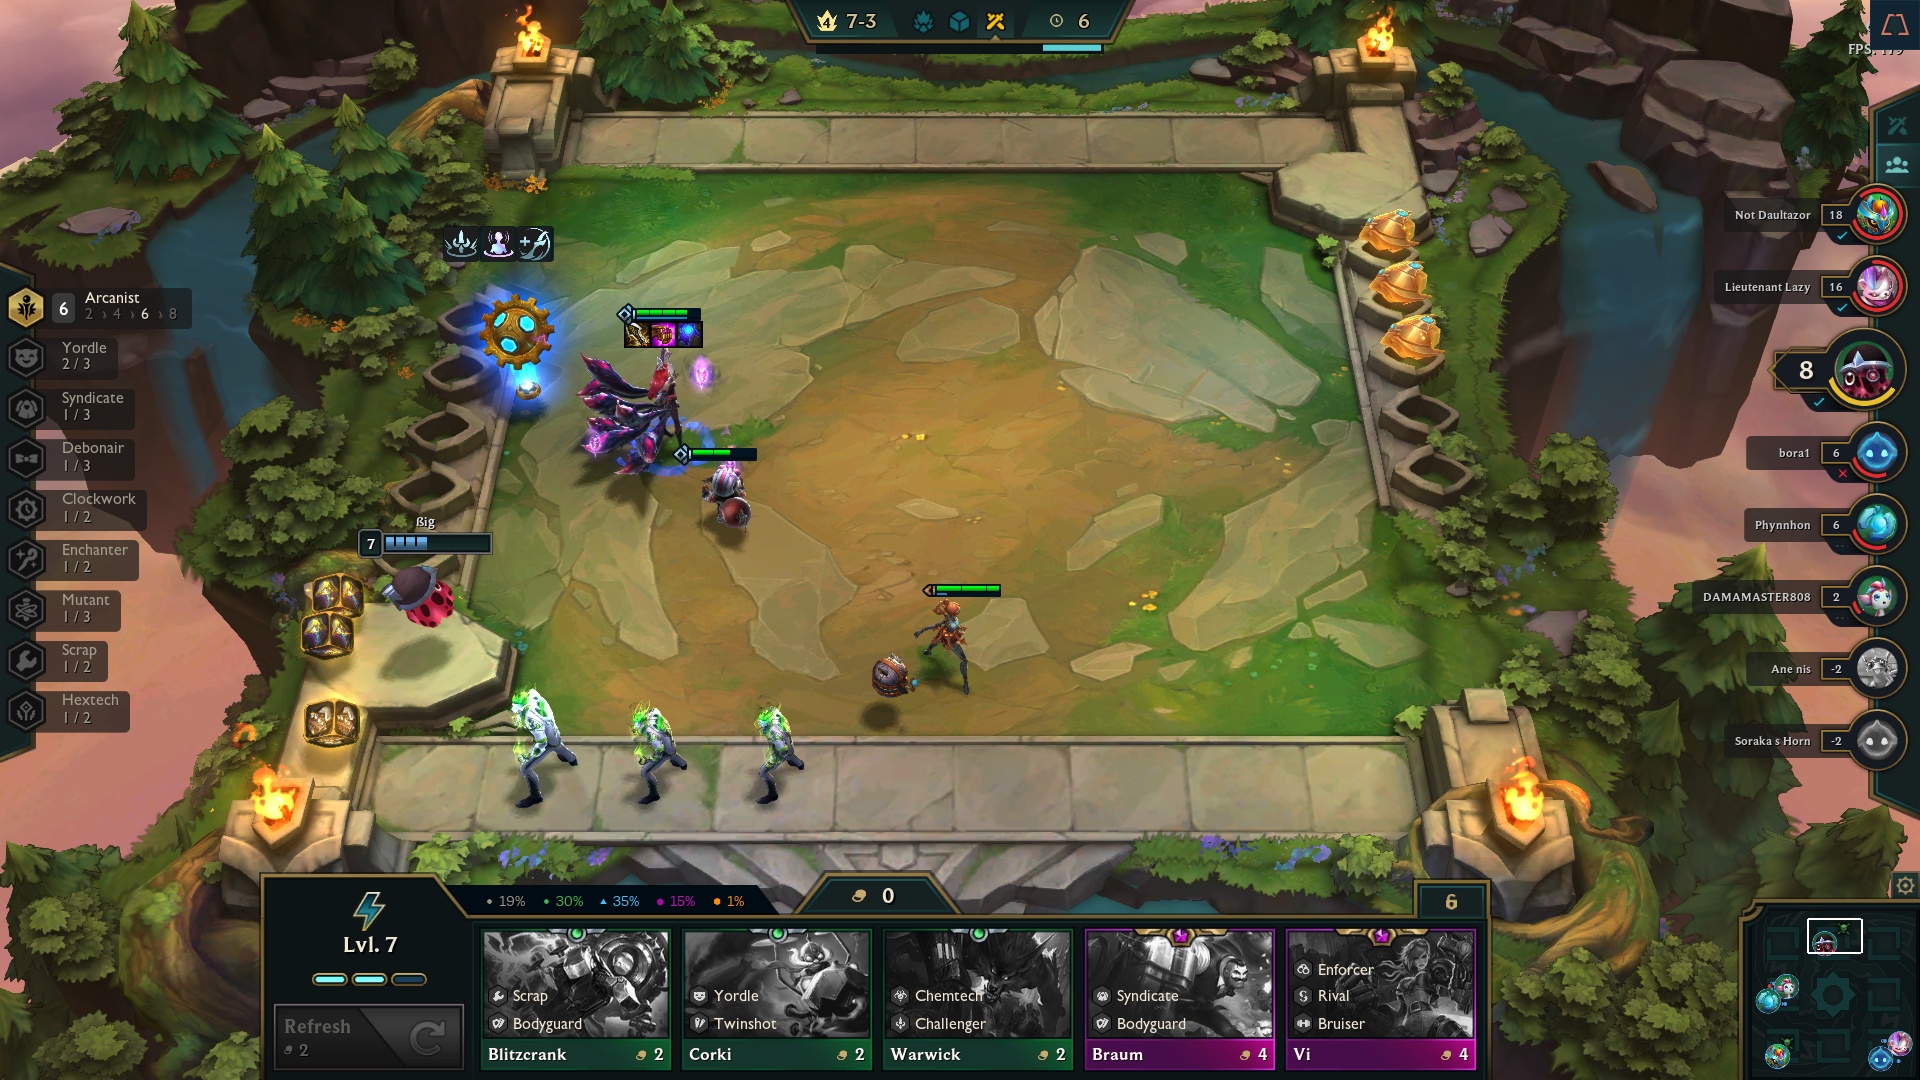 4 7-3 6
FPS: 179
6 Arcanist
2 › 4 › 6 › 8
Yordle
2 / 3
Syndicate
1 / 3
Debonair
1 / 3
Clockwork
1 / 2
Enchanter
1 / 2
Mutant
1 / 3
Scrap
1 / 2
Hextech
1 / 2
ßig
7
Not Daultazor 18
Lieutenant Lazy 16
8
bora1 6
Phynnhon 6
DAMAMASTER808 2
Ane nis -2
Soraka s Horn -2
19% 30% 35% 15% 1%
0
6
Lvl. 7
Refresh
2
Scrap
Bodyguard
Blitzcrank 2
Yordle
Twinshot
Corki 2
Chemtech
Challenger
Warwick 2
Syndicate
Bodyguard
Braum 4
Enforcer
Rival
Bruiser
Vi 4